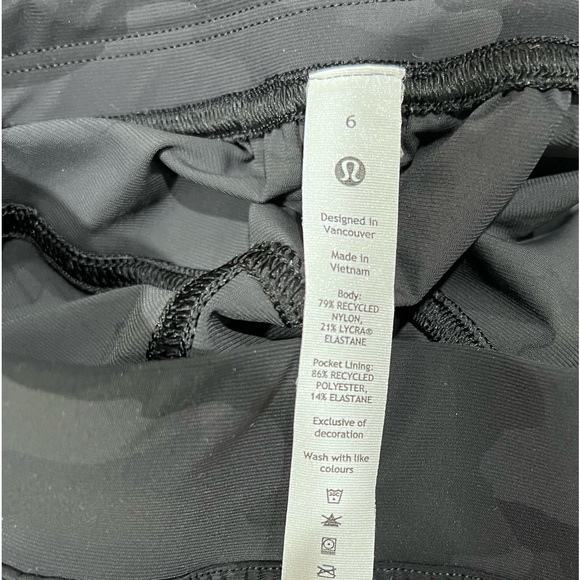 6
Designed in
Vancouver
Made in
Vietnam
Body:
79% RECYCLED
NYLON,
21% LYCRA®
ELASTANE
Pocket Lining:
86% RECYCLED
POLYESTER,
14% ELASTANE
Exclusive of
decoration
Wash with like
colours